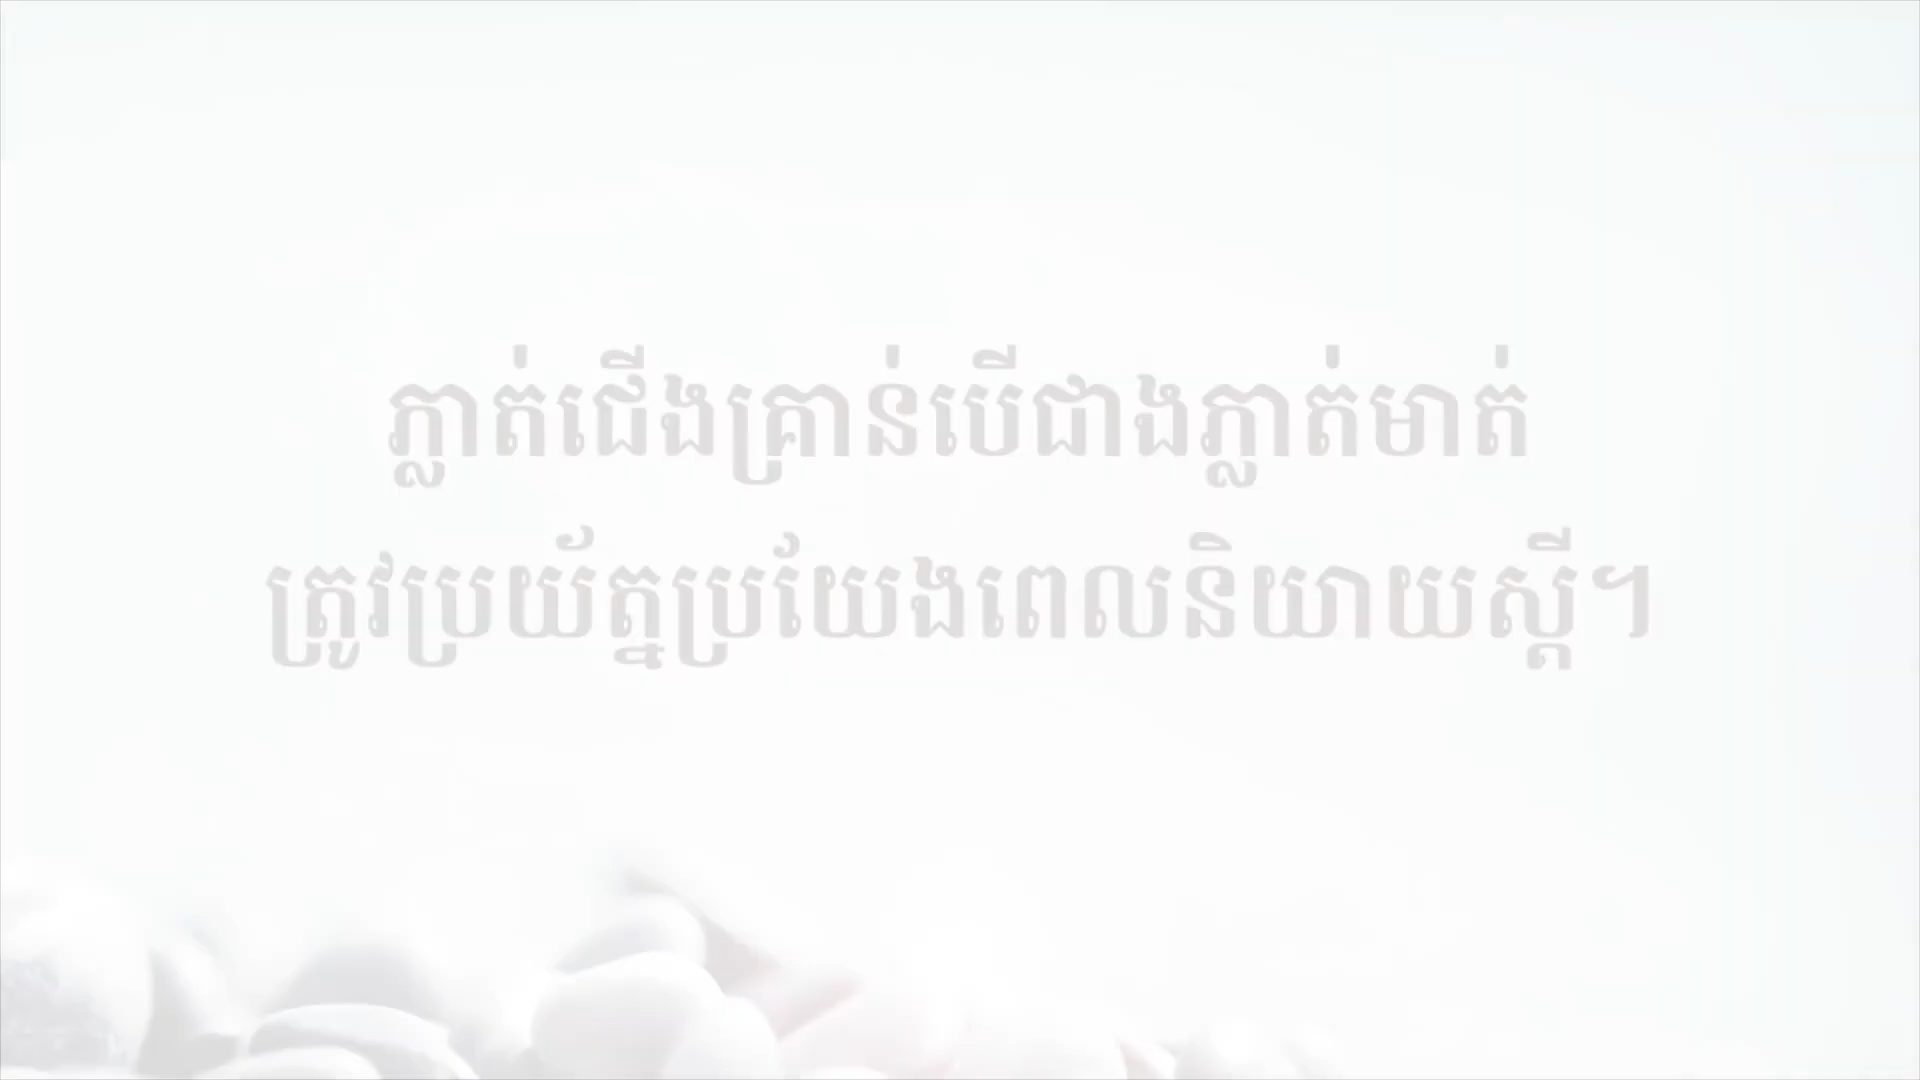 ភ្លាត់ជើងគ្រាន់បើជាងភ្លាត់មាត់
ត្រូវប្រយ័ត្នប្រយែងពេលនិយាយស្ដី។